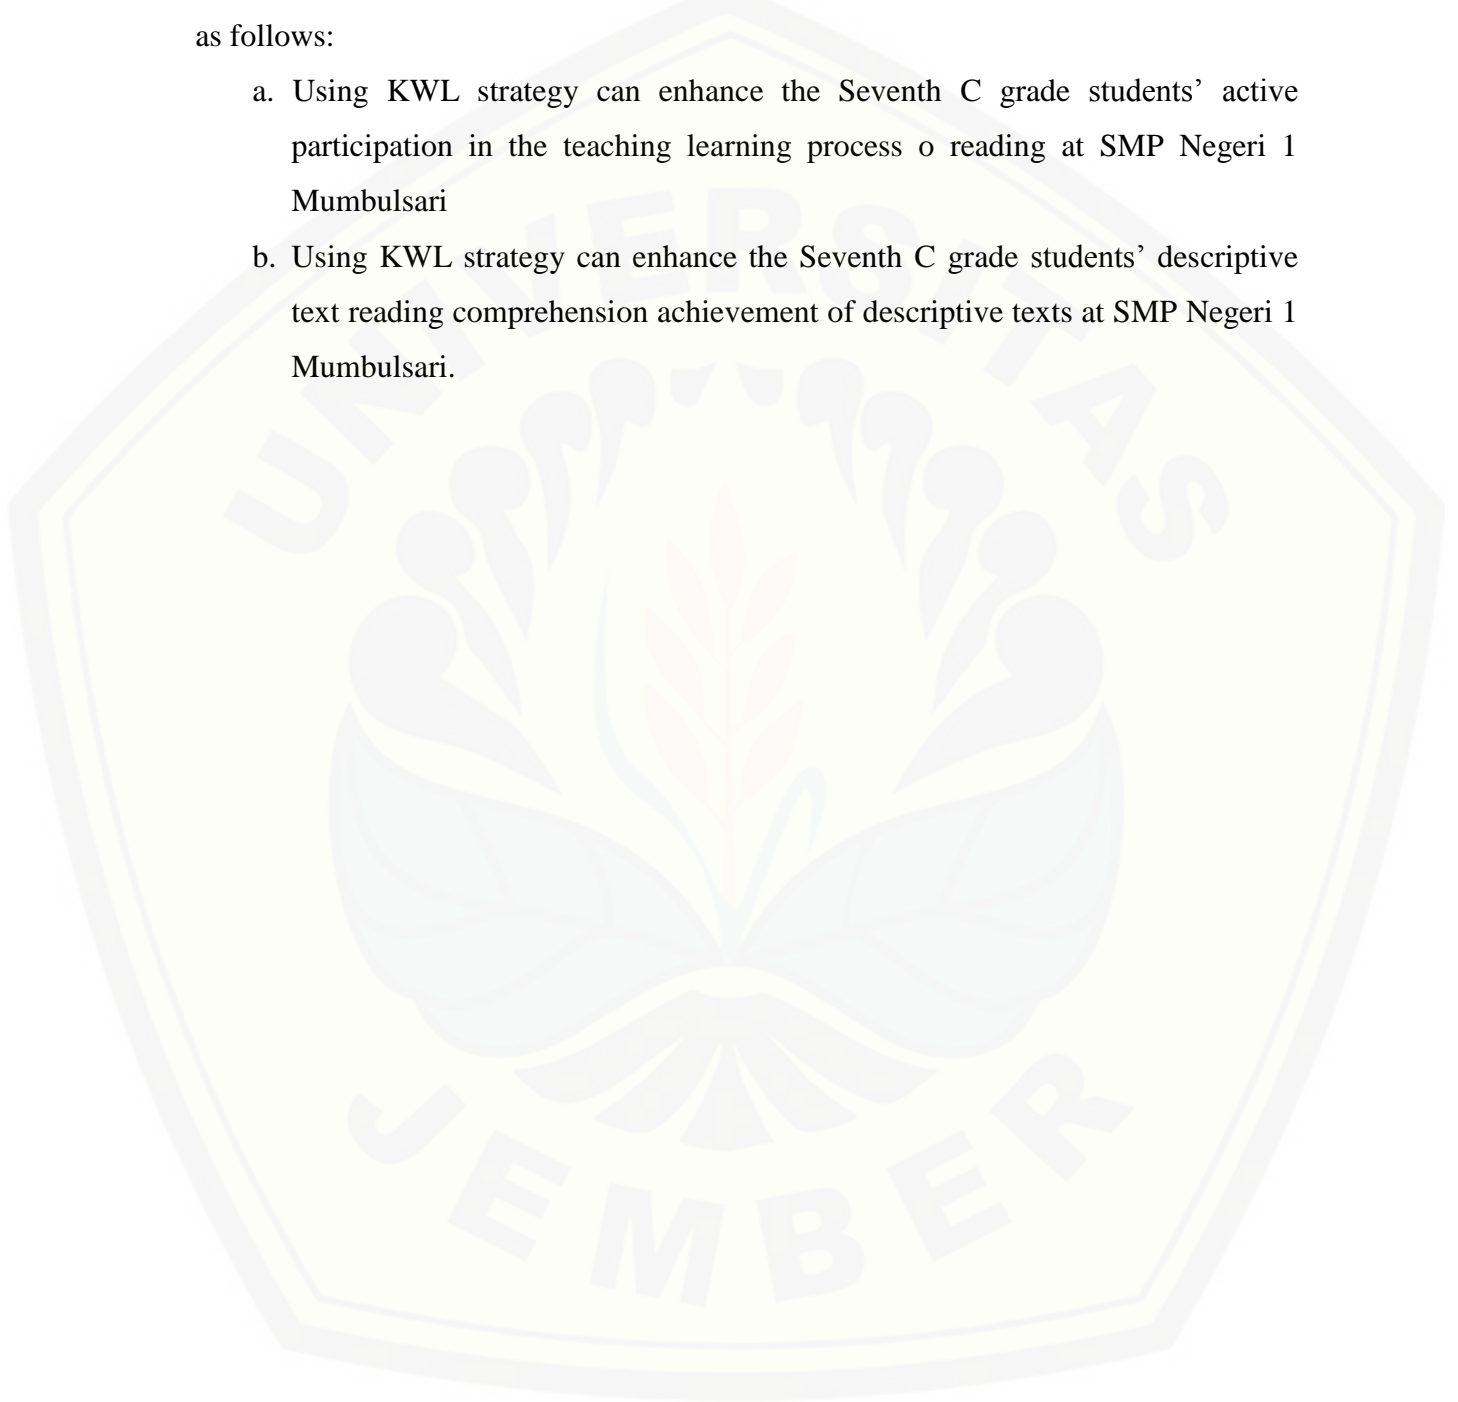 as follows:
a. Using KWL strategy can enhance the Seventh C grade students’ active
participation in the teaching learning process o reading at SMP Negeri 1
Mumbulsari
b. Using KWL strategy can enhance the Seventh C grade students’ descriptive
text reading comprehension achievement of descriptive texts at SMP Negeri 1
Mumbulsari.
UNIVERSITAS
JEMBER